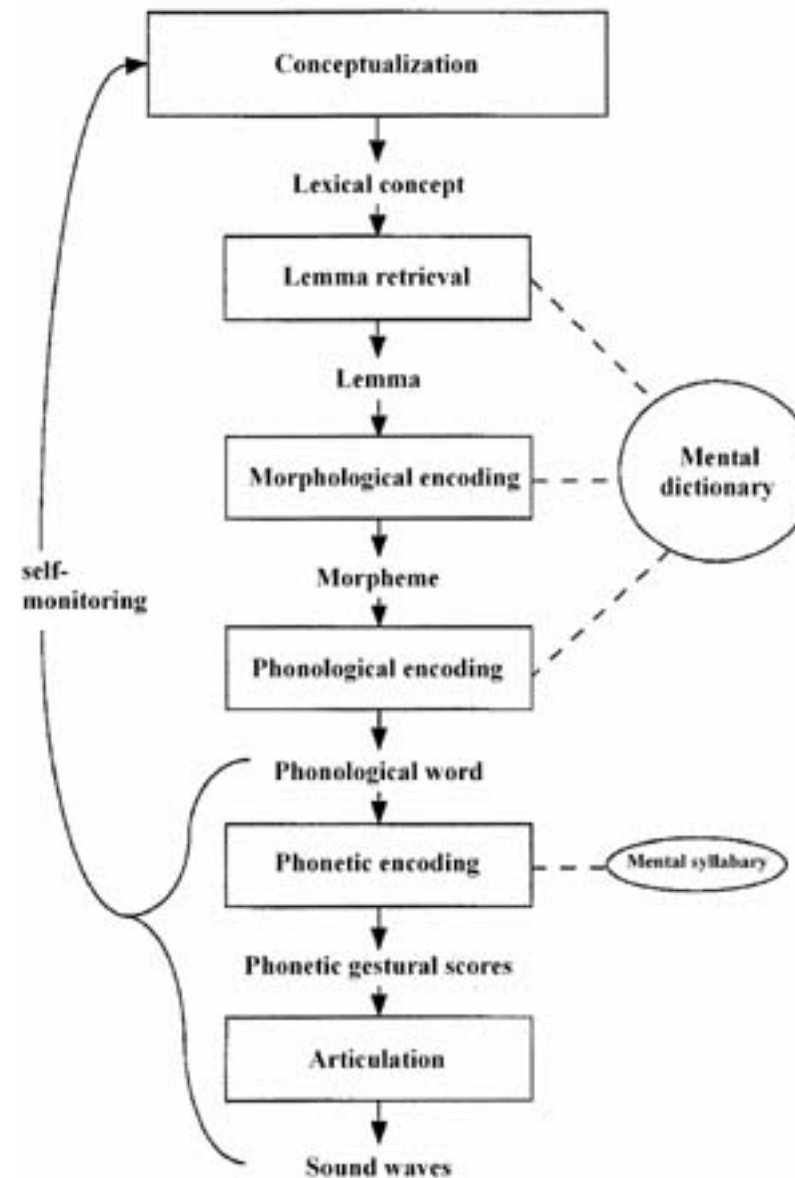 Conceptualization
Lexical concept
Lemma retrieval
Lemma
Morphological encoding
Mental
dictionary
Morpheme
self-
monitoring
Phonological encoding
Phonological word
Phonetic encoding
Mental syllabary
Phonetic gestural scores
Articulation
Sound waves